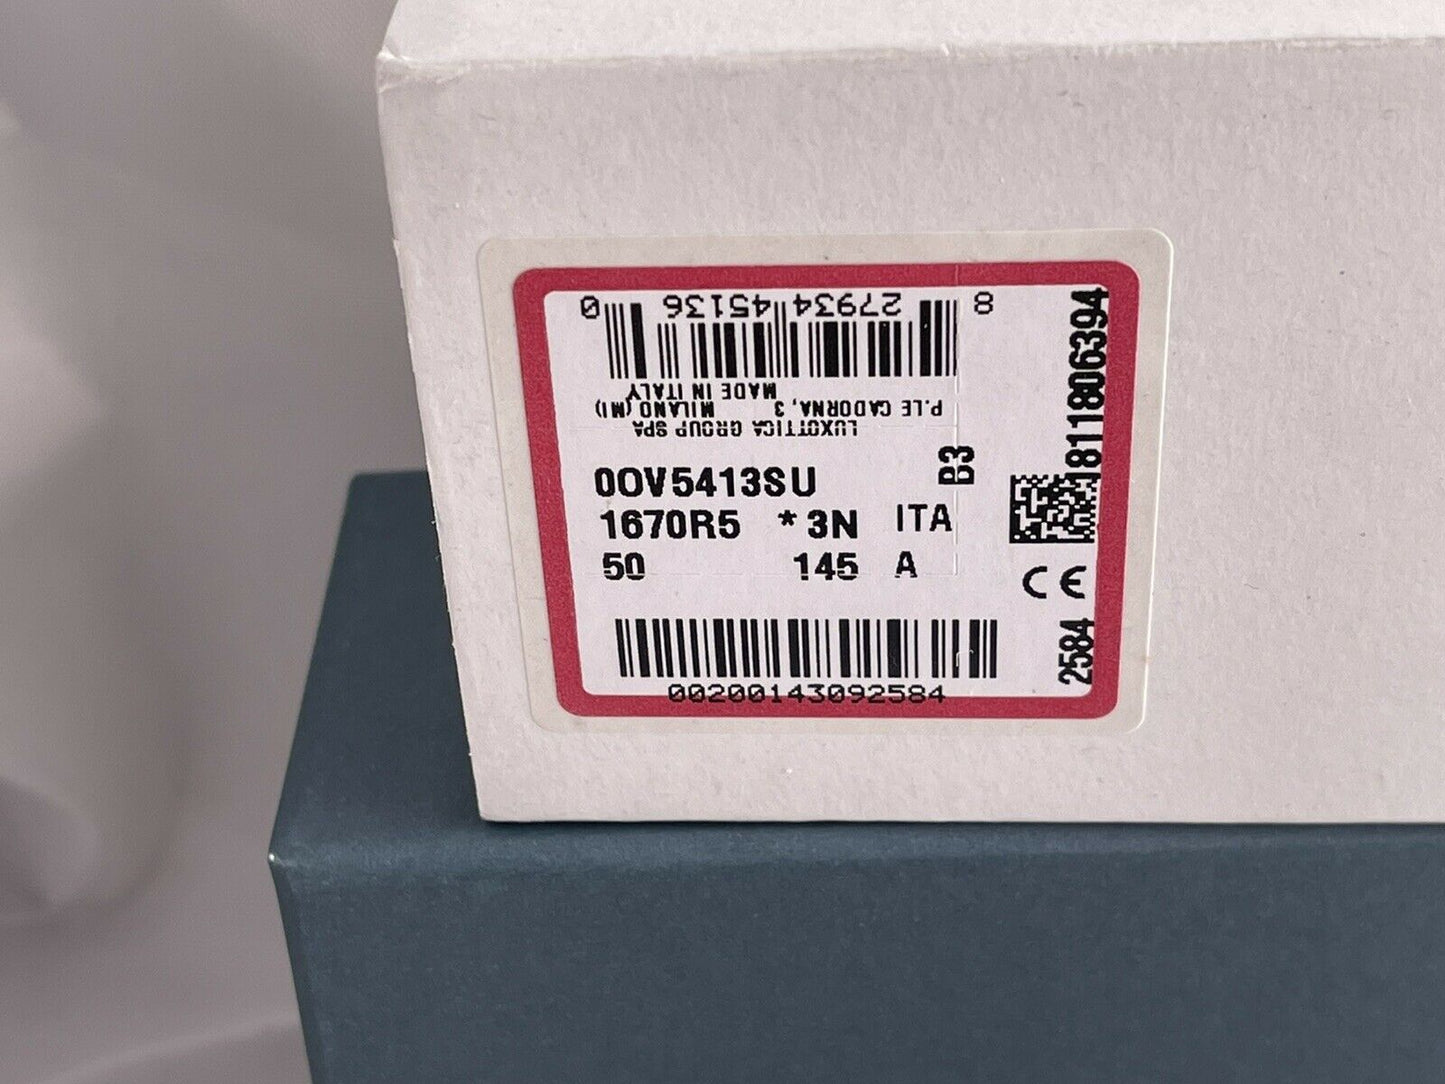 8 27934 45136 0
LUXOTTICA GROUP SPA
P.LE CADORNA, 3 MILANO (MI)
MADE IN ITALY
0OV5413SU
B3
1670R5 * 3N ITA
50 145 A
00200143092584
1811806394
CE
2584